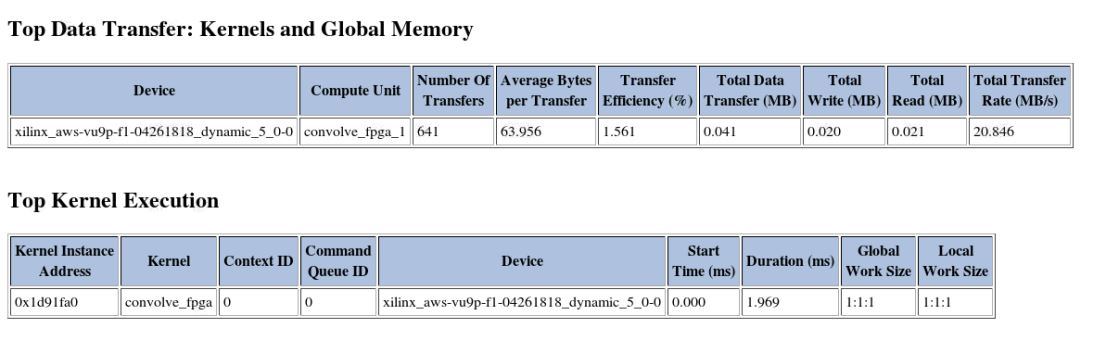 Top Data Transfer: Kernels and Global Memory
Device | Compute Unit | Number Of Transfers | Average Bytes per Transfer | Transfer Efficiency (%) | Total Data Transfer (MB) | Total Write (MB) | Total Read (MB) | Total Transfer Rate (MB/s)
xilinx_aws-vu9p-f1-04261818_dynamic_5_0-0 | convolve_fpga_1 | 641 | 63.956 | 1.561 | 0.041 | 0.020 | 0.021 | 20.846
Top Kernel Execution
Kernel Instance Address | Kernel | Context ID | Command Queue ID | Device | Start Time (ms) | Duration (ms) | Global Work Size | Local Work Size
0x1d91fa0 | convolve_fpga | 0 | 0 | xilinx_aws-vu9p-f1-04261818_dynamic_5_0-0 | 0.000 | 1.969 | 1:1:1 | 1:1:1